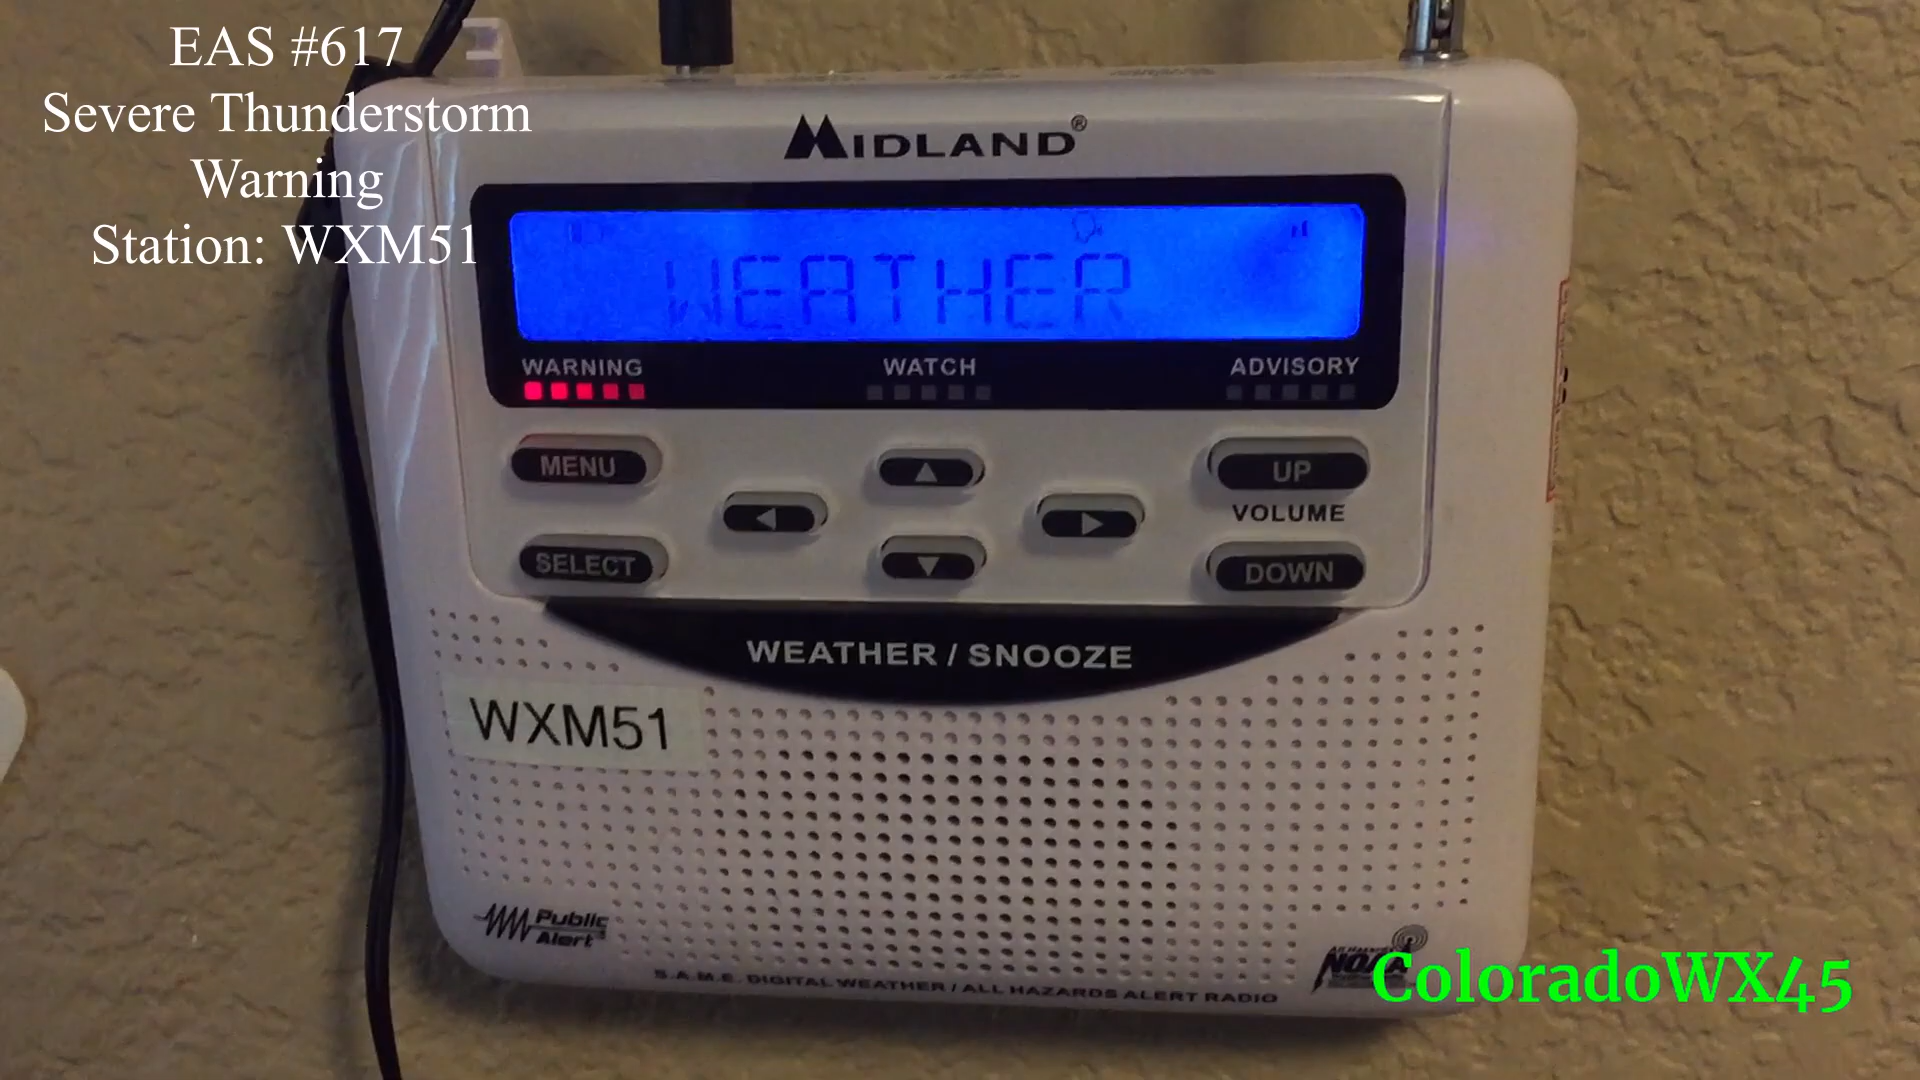 EAS #617
Severe Thunderstorm
Warning
Station: WXM51
MIDLAND®
WEATHER
WARNING WATCH ADVISORY
MENU
UP
VOLUME
SELECT
DOWN
WEATHER / SNOOZE
WXM51
Public
Alert
NOAA
S.A.M.E. DIGITAL WEATHER / ALL HAZARDS ALERT RADIO
ColoradoWX45